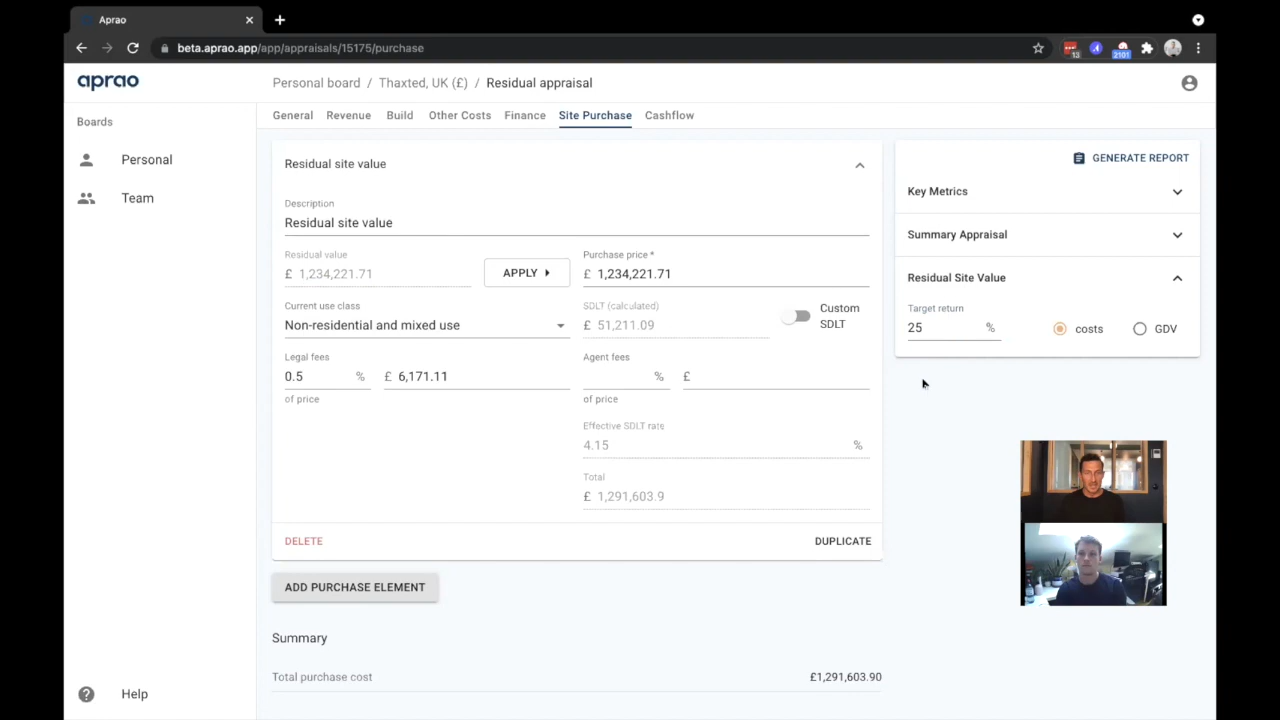 Aprao
beta.aprao.app/app/appraisals/15175/purchase
13
2101
aprao
Personal board / Thaxted, UK (£) / Residual appraisal
Boards
Personal
Team
Help
General Revenue Build Other Costs Finance Site Purchase Cashflow
Residual site value
Description
Residual site value
Residual value
£ 1,234,221.71
APPLY
Purchase price *
£ 1,234,221.71
Current use class
Non-residential and mixed use
SDLT (calculated)
£ 51,211.09
Custom
SDLT
Legal fees
0.5 % £ 6,171.11
of price
Agent fees
% £
of price
Effective SDLT rate
4.15 %
Total
£ 1,291,603.9
DELETE
DUPLICATE
ADD PURCHASE ELEMENT
Summary
Total purchase cost £1,291,603.90
GENERATE REPORT
Key Metrics
Summary Appraisal
Residual Site Value
Target return
25 % costs GDV